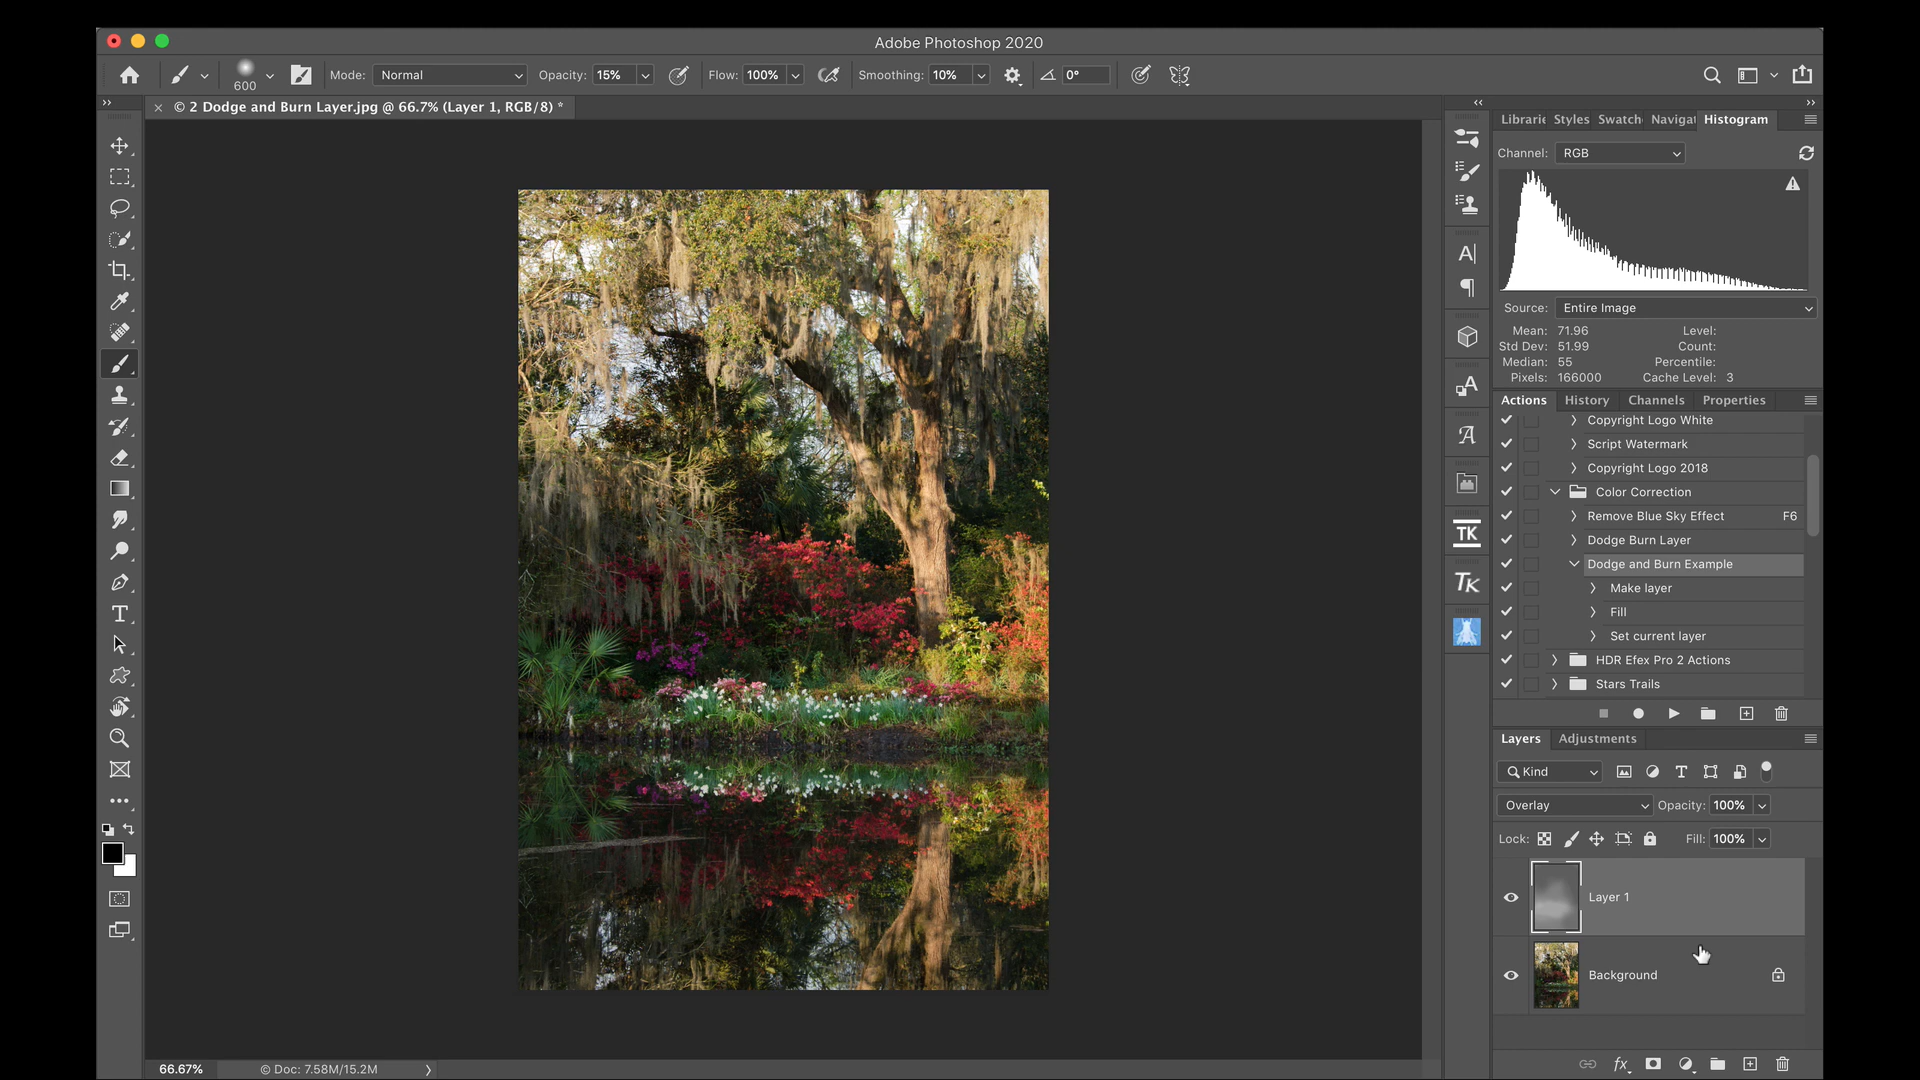 Adobe Photoshop 2020
600
Mode: Normal Opacity: 15% Flow: 100% Smoothing: 10% 0°
© 2 Dodge and Burn Layer.jpg @ 66.7% (Layer 1, RGB/8) *
Librarie Styles Swatch Navigat Histogram
Channel: RGB
Source: Entire Image
Mean: 71.96 Level:
Std Dev: 51.99 Count:
Median: 55 Percentile:
Pixels: 166000 Cache Level: 3
Actions History Channels Properties
Copyright Logo White
Script Watermark
Copyright Logo 2018
Color Correction
Remove Blue Sky Effect F6
Dodge Burn Layer
Dodge and Burn Example
Make layer
Fill
Set current layer
HDR Efex Pro 2 Actions
Stars Trails
TK
TK
Layers Adjustments
Kind
Overlay Opacity: 100%
Lock: Fill: 100%
Layer 1
Background
fx
66.67% © Doc: 7.58M/15.2M